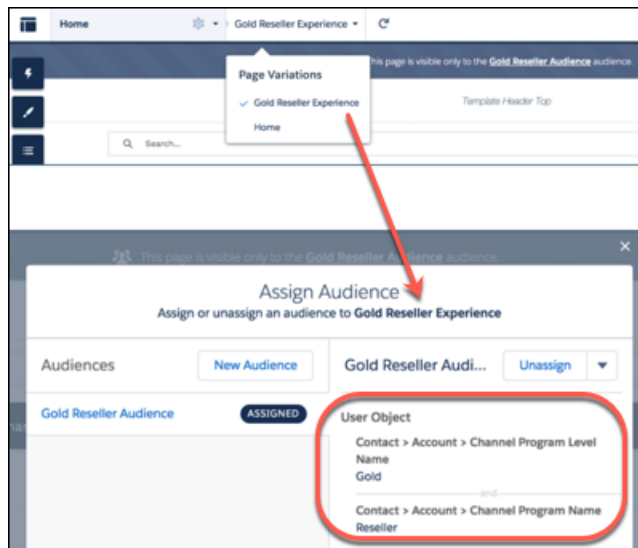 Home
Gold Reseller Experience
his page is visible only to the Gold Reseller Audience audience.
Page Variations
Gold Reseller Experience
Home
Template Header Top
Search...
This page is visible only to the Gold Reseller Audience audience.
Assign Audience
Assign or unassign an audience to Gold Reseller Experience
Audiences
New Audience
Gold Reseller Audi...
Unassign
Gold Reseller Audience
ASSIGNED
User Object
Contact > Account > Channel Program Level
Name
Gold
and
Contact > Account > Channel Program Name
Reseller